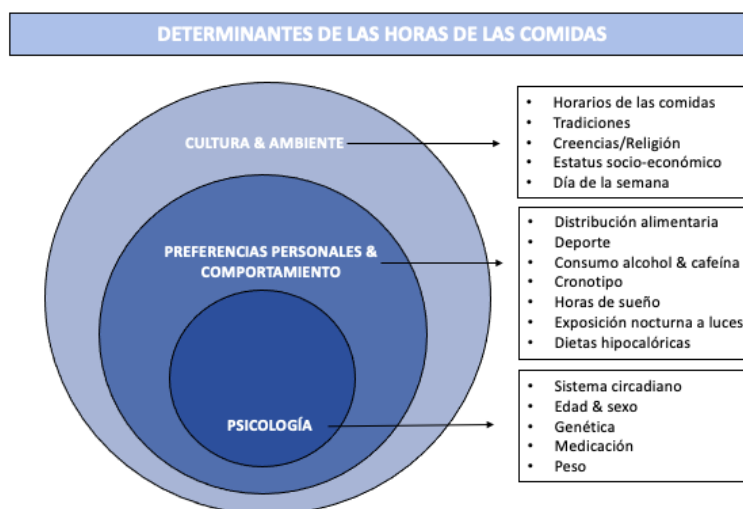 DETERMINANTES DE LAS HORAS DE LAS COMIDAS
CULTURA & AMBIENTE
• Horarios de las comidas
• Tradiciones
• Creencias/Religión
• Estatus socio-económico
• Día de la semana
PREFERENCIAS PERSONALES &
COMPORTAMIENTO
• Distribución alimentaria
• Deporte
• Consumo alcohol & cafeína
• Cronotipo
• Horas de sueño
• Exposición nocturna a luces
• Dietas hipocalóricas
PSICOLOGÍA
• Sistema circadiano
• Edad & sexo
• Genética
• Medicación
• Peso